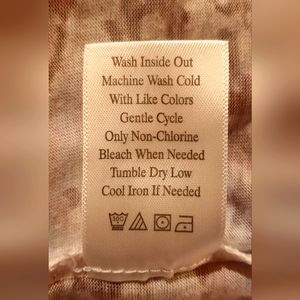 Wash Inside Out
Machine Wash Cold
With Like Colors
Gentle Cycle
Only Non-Chlorine
Bleach When Needed
Tumble Dry Low
Cool Iron If Needed
30C